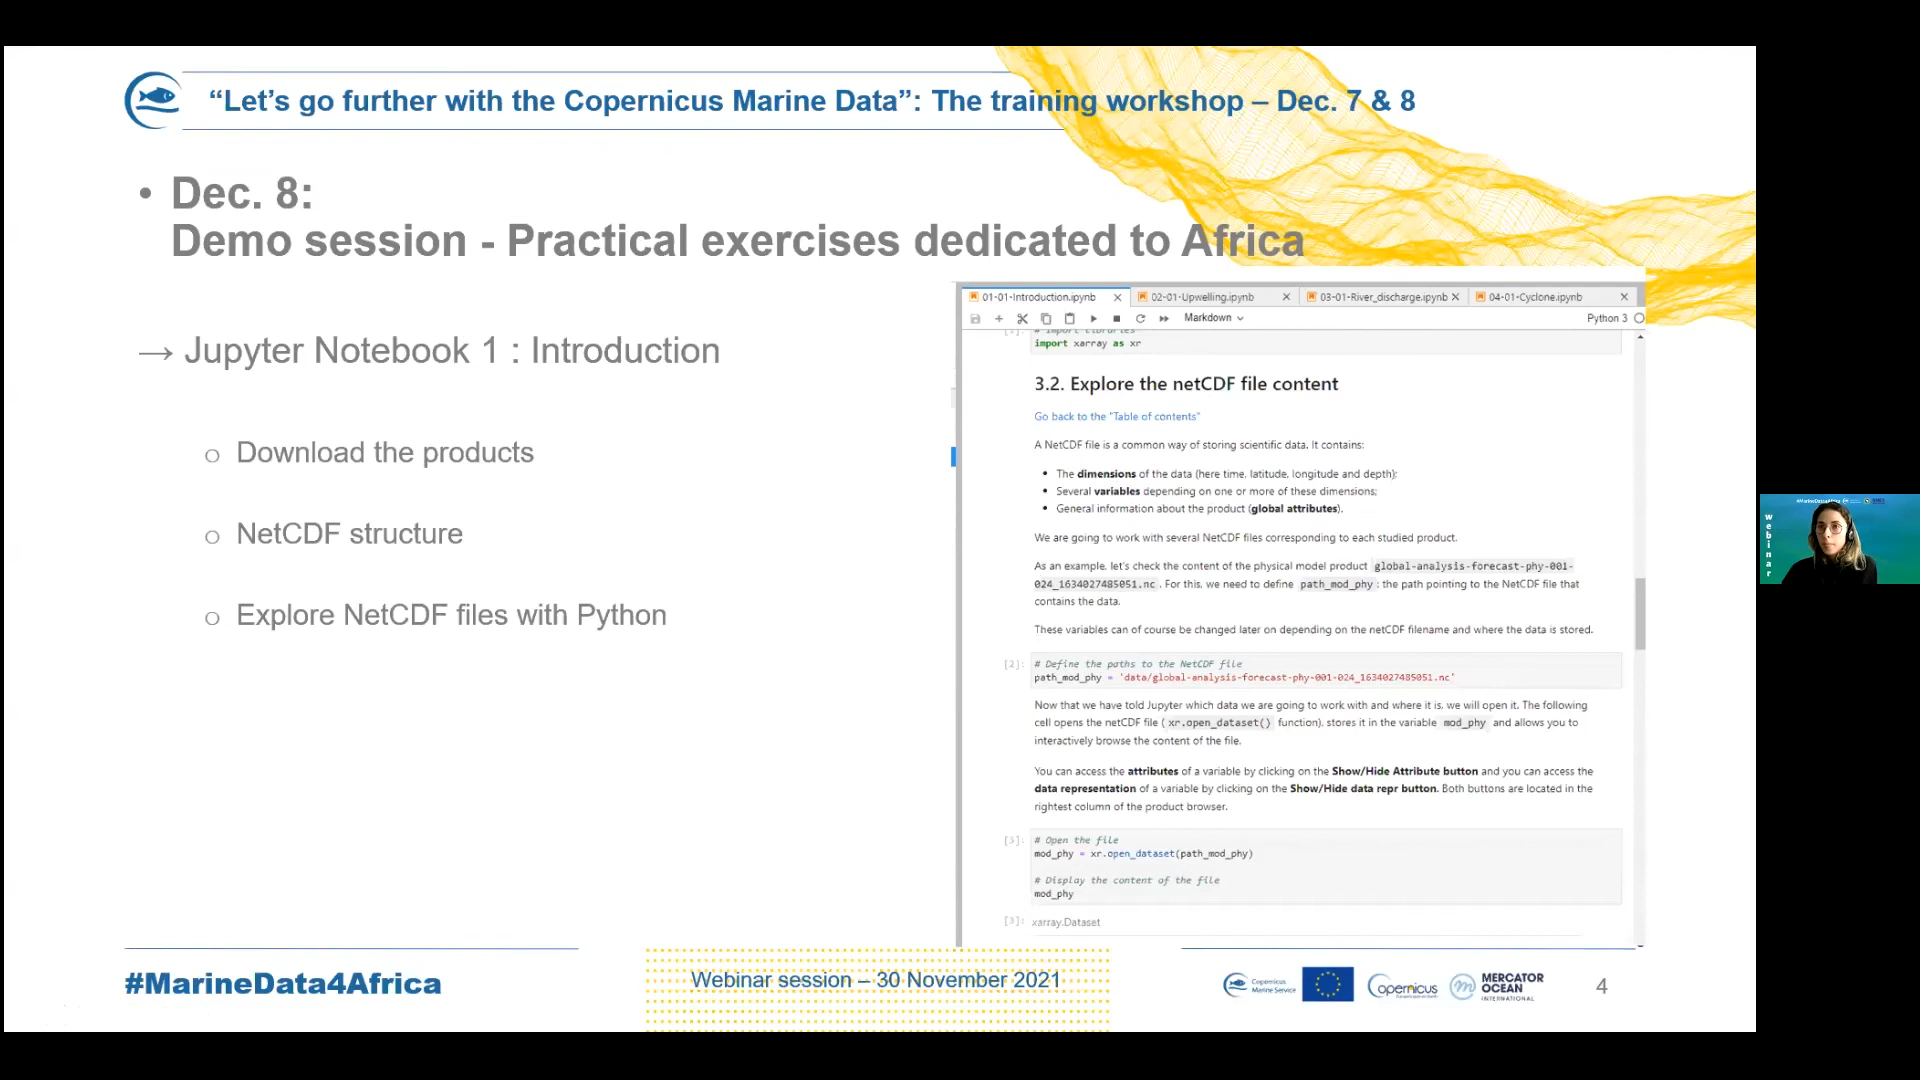 “Let’s go further with the Copernicus Marine Data”: The training workshop – Dec. 7 & 8
• Dec. 8:
Demo session - Practical exercises dedicated to Africa
→ Jupyter Notebook 1 : Introduction
o Download the products
o NetCDF structure
o Explore NetCDF files with Python
01-01-Introduction.ipynb
02-01-Upwelling.ipynb
03-01-River_discharge.ipynb
04-01-Cyclone.ipynb
Markdown
Python 3
# Import libraries
import xarray as xr
3.2. Explore the netCDF file content
Go back to the "Table of contents"
A NetCDF file is a common way of storing scientific data. It contains:
• The dimensions of the data (here time, latitude, longitude and depth);
• Several variables depending on one or more of these dimensions;
• General information about the product (global attributes).
We are going to work with several NetCDF files corresponding to each studied product.
As an example, let's check the content of the physical model product global-analysis-forecast-phy-001-
024_1634027485051.nc . For this, we need to define path_mod_phy : the path pointing to the NetCDF file that
contains the data.
These variables can of course be changed later on depending on the netCDF filename and where the data is stored.
[2]: # Define the paths to the NetCDF file
path_mod_phy = 'data/global-analysis-forecast-phy-001-024_1634027485051.nc'
Now that we have told Jupyter which data we are going to work with and where it is, we will open it. The following
cell opens the netCDF file ( xr.open_dataset() function), stores it in the variable mod_phy and allows you to
interactively browse the content of the file.
You can access the attributes of a variable by clicking on the Show/Hide Attribute button and you can access the
data representation of a variable by clicking on the Show/Hide data repr button. Both buttons are located in the
rightest column of the product browser.
[3]: # Open the file
mod_phy = xr.open_dataset(path_mod_phy)
# Display the content of the file
mod_phy
[3]: xarray.Dataset
#MarineData4Africa
Webinar session – 30 November 2021
Copernicus
Marine Service
opernicus
MERCATOR
OCEAN
INTERNATIONAL
4
webinar